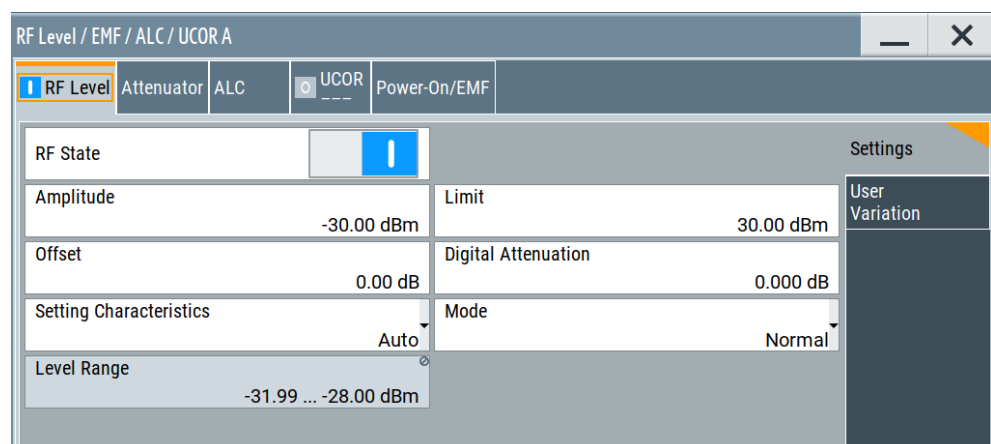 RF Level / EMF / ALC / UCOR A
RF Level Attenuator ALC 0 UCOR --- Power-On/EMF
RF State
Settings
Amplitude
-30.00 dBm
Limit
30.00 dBm
User
Variation
Offset
0.00 dB
Digital Attenuation
0.000 dB
Setting Characteristics
Auto
Mode
Normal
Level Range
-31.99 ... -28.00 dBm